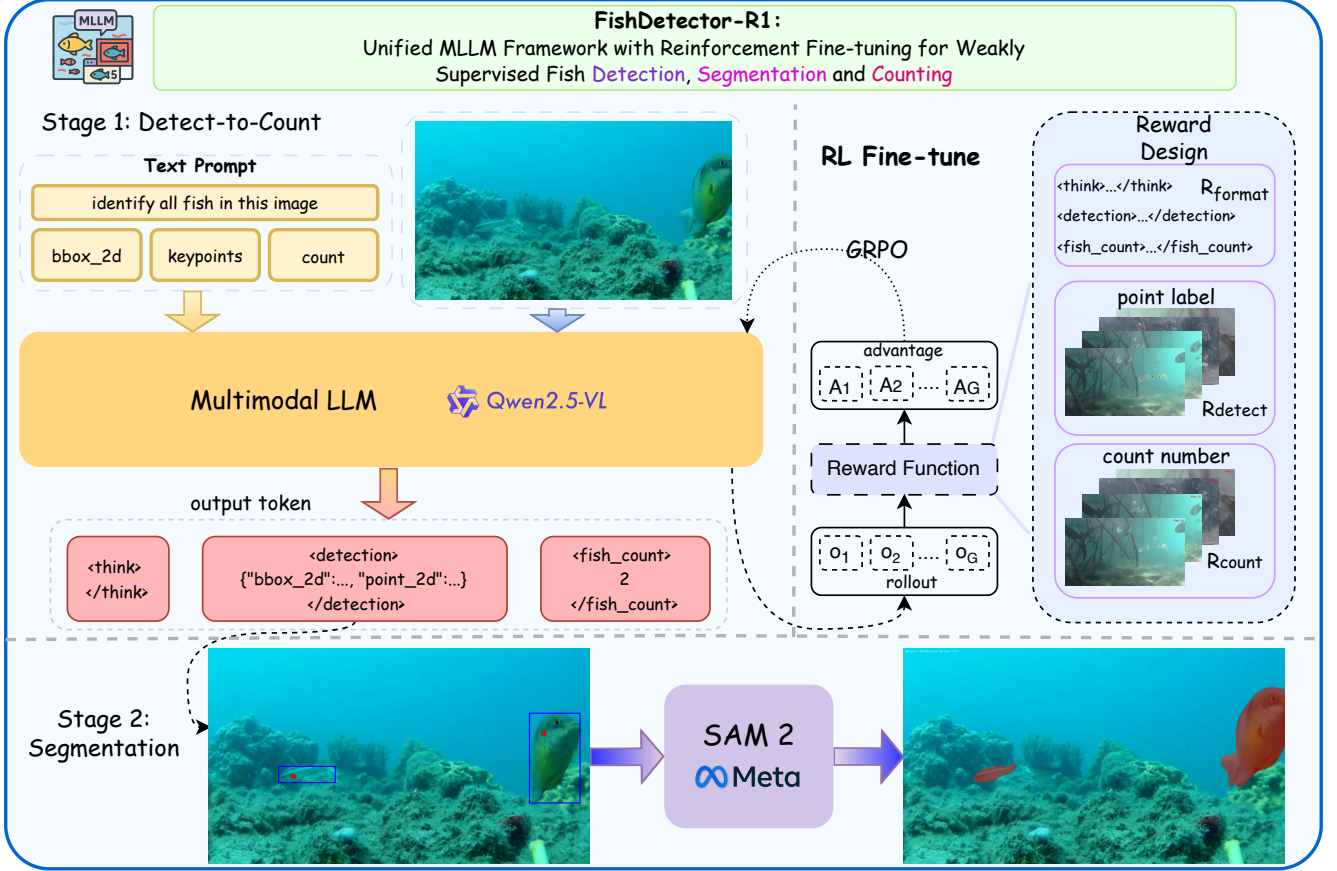 MLLM
5
FishDetector-R1:
Unified MLLM Framework with Reinforcement Fine-tuning for Weakly
Supervised Fish Detection, Segmentation and Counting
Stage 1: Detect-to-Count
Text Prompt
identify all fish in this image
bbox_2d
keypoints
count
Multimodal LLM
Qwen2.5-VL
output token
<think>
</think>
<detection>
{"bbox_2d":..., "point_2d":...}
</detection>
<fish_count>
2
</fish_count>
RL Fine-tune
GRPO
advantage
A1 A2 ..... AG
Reward Function
o1 o2 ..... oG
rollout
Reward
Design
<think>...</think> Rformat
<detection>...</detection>
<fish_count>...</fish_count>
point label
Rdetect
count number
Rcount
Stage 2:
Segmentation
SAM 2
Meta